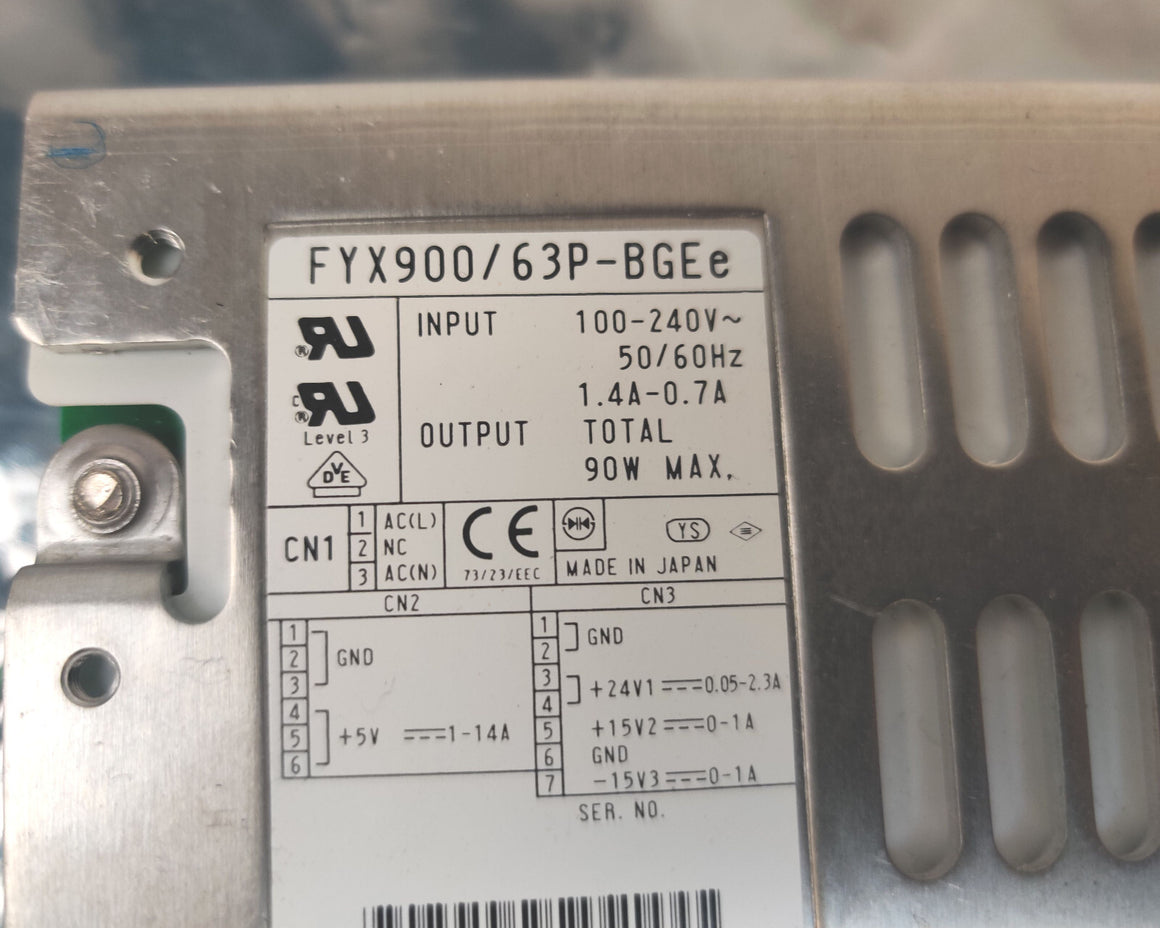 FYX900/63P-BGEe
INPUT 100-240V~
50/60Hz
1.4A-0.7A
OUTPUT TOTAL
90W MAX.
c
Level 3
DVE
CN1
1 AC(L)
2 NC
3 AC(N)
CE
73/23/EEC
YS
MADE IN JAPAN
CN2
1
2 GND
3
4
5 +5V 1-14A
6
CN3
1 GND
2
3 +24V1 0.05-2.3A
4
5 +15V2 0-1A
6 GND
7 -15V3 0-1A
SER. NO.